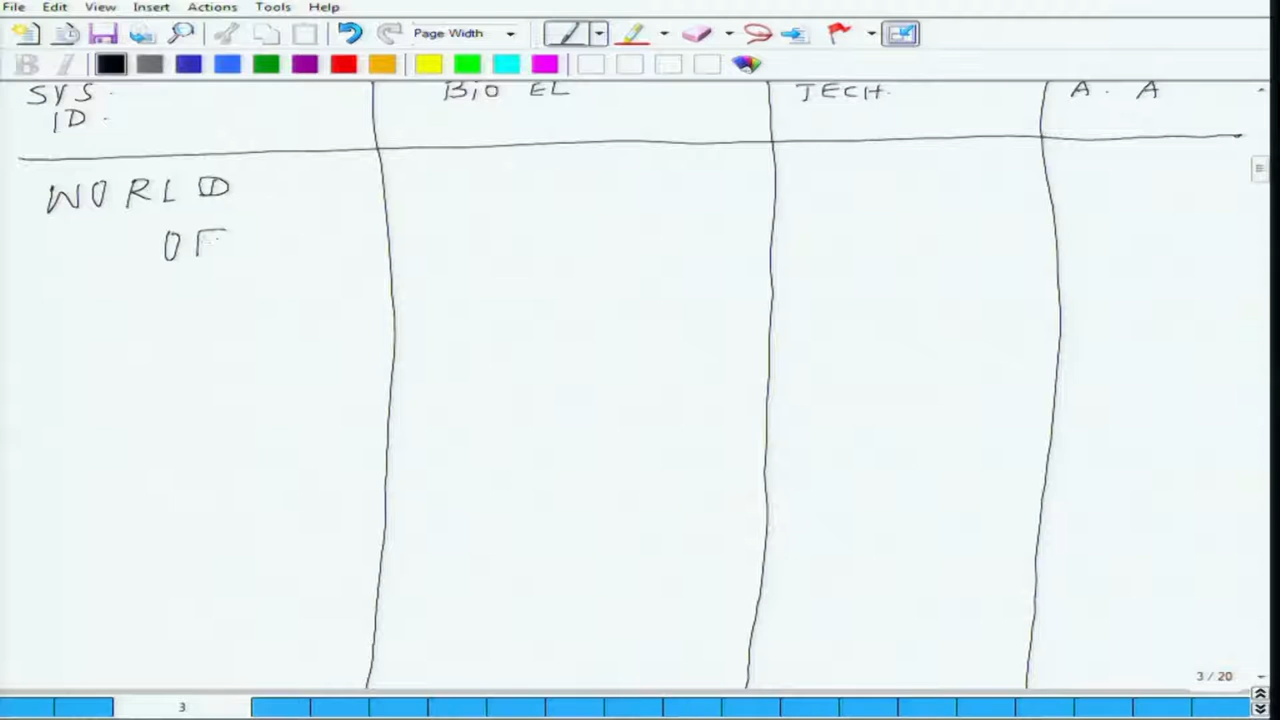 File Edit View Insert Actions Tools Help
Page Width
B I
SYS. BIO EL TECH. A. A
ID.
WORLD
OF
3 / 20
3